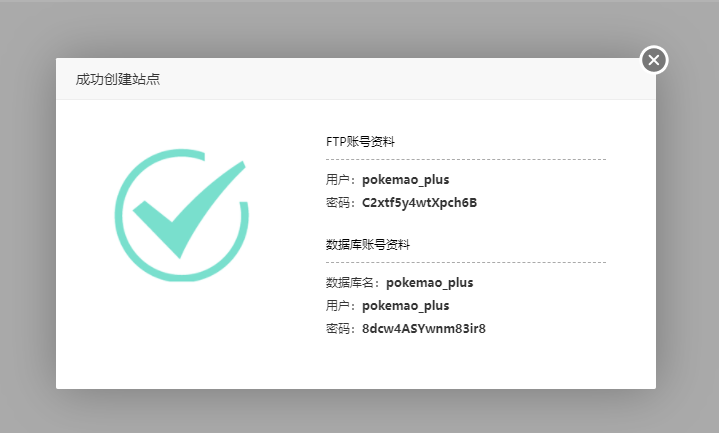 成功创建站点
FTP账号资料
用户：pokemao_plus
密码：C2xtf5y4wtXpch6B
数据库账号资料
数据库名：pokemao_plus
用户：pokemao_plus
密码：8dcw4ASYwnm83ir8